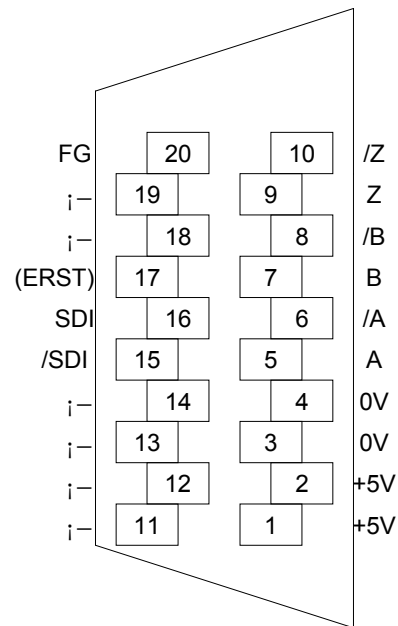 FG 20 10 /Z
¡− 19 9 Z
¡− 18 8 /B
(ERST) 17 7 B
SDI 16 6 /A
/SDI 15 5 A
¡− 14 4 0V
¡− 13 3 0V
¡− 12 2 +5V
¡− 11 1 +5V